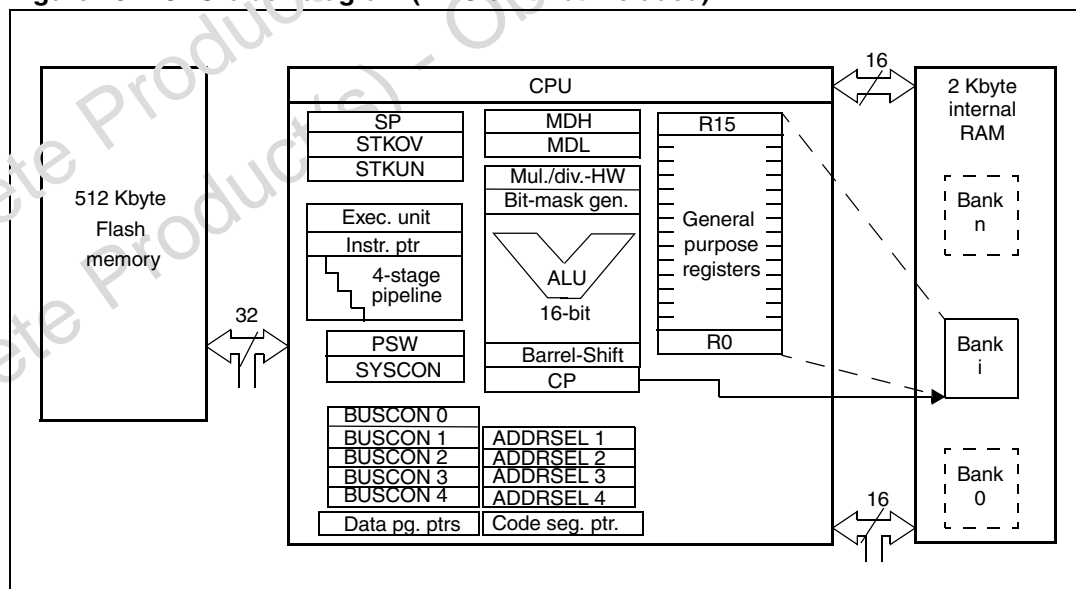 CPU
16
2 Kbyte
internal
RAM
SP
STKOV
STKUN
MDH
MDL
R15
Mul./div.-HW
Bit-mask gen.
512 Kbyte
Flash
memory
Exec. unit
Instr. ptr
4-stage
pipeline
ALU
16-bit
General
purpose
registers
Bank
n
32
PSW
SYSCON
Barrel-Shift
CP
R0
Bank
i
BUSCON 0
BUSCON 1
BUSCON 2
BUSCON 3
BUSCON 4
ADDRSEL 1
ADDRSEL 2
ADDRSEL 3
ADDRSEL 4
Data pg. ptrs
Code seg. ptr.
16
Bank
0